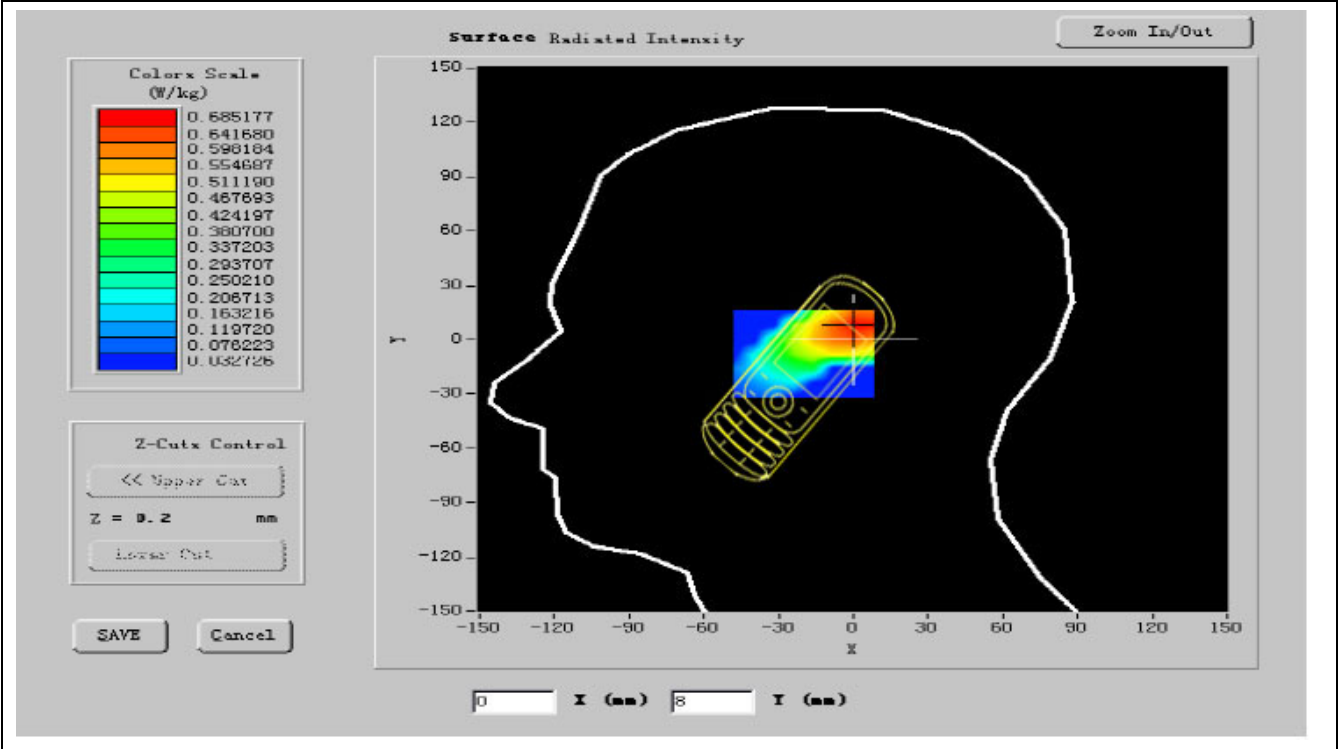 Surface Radiated Intensity
Zoom In/Out
Colors Scale
(W/kg)
0.685177
0.641680
0.598184
0.554687
0.511190
0.467693
0.424197
0.380700
0.337203
0.293707
0.250210
0.206713
0.163216
0.119720
0.076223
0.032726
150
120
90
60
30
0
-30
-60
-90
-120
-150
Y
-150 -120 -90 -60 -30 0 30 60 90 120 150
X
Z-Cuts Control
<< Upper Cut
Z = 0.2 mm
Lower Cut
SAVE Cancel
0 X (mm) 8 Y (mm)